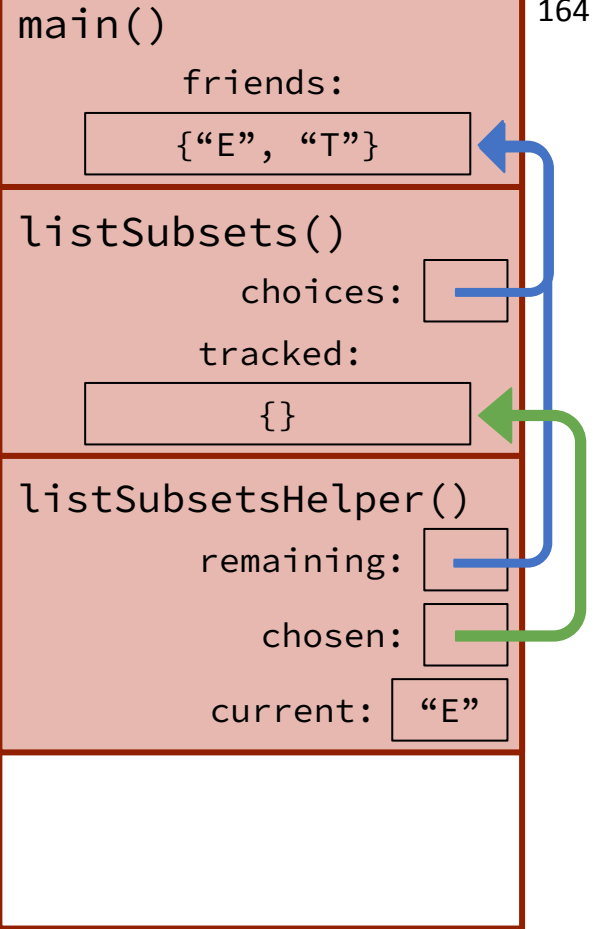 164
main()
friends:
{“E”, “T”}
listSubsets()
choices:
tracked:
{}
listSubsetsHelper()
remaining:
chosen:
current: “E”